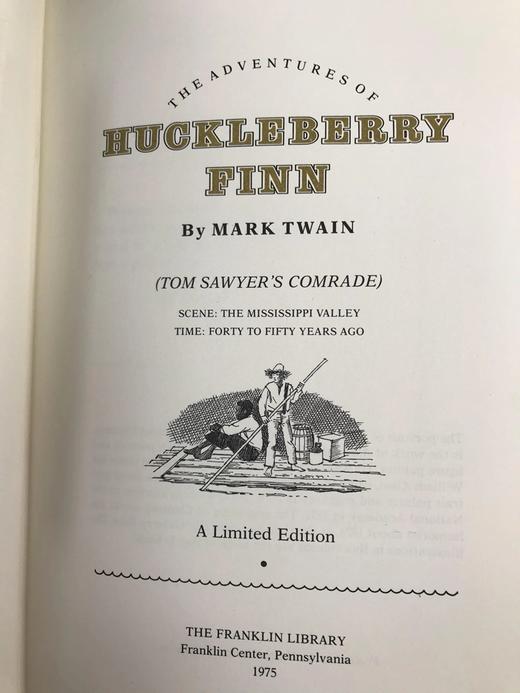 THE ADVENTURES OF
HUCKLEBERRY
FINN
By MARK TWAIN
(TOM SAWYER'S COMRADE)
SCENE: THE MISSISSIPPI VALLEY
TIME: FORTY TO FIFTY YEARS AGO
A Limited Edition
THE FRANKLIN LIBRARY
Franklin Center, Pennsylvania
1975